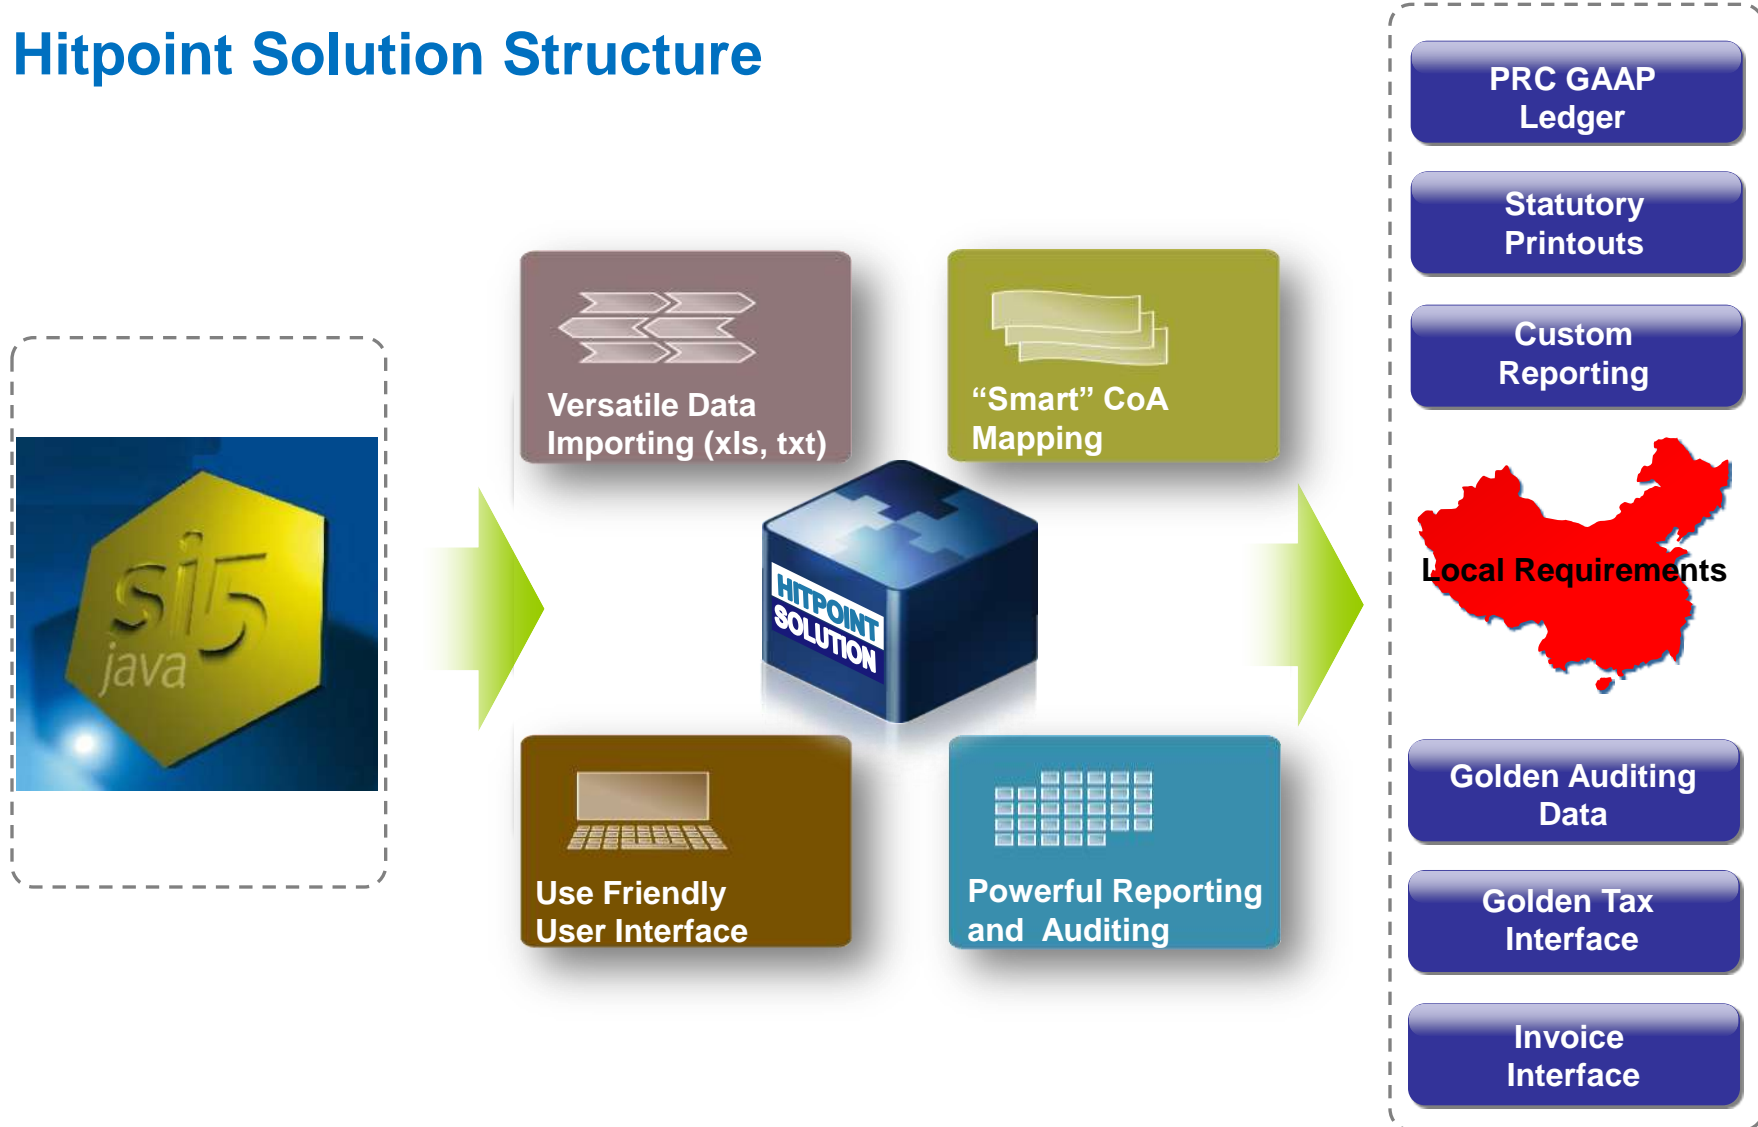 Hitpoint Solution Structure
si5
java
Versatile Data
Importing (xls, txt)
“Smart” CoA
Mapping
HITPOINT
SOLUTION
Use Friendly
User Interface
Powerful Reporting
and  Auditing
PRC GAAP
Ledger
Statutory
Printouts
Custom
Reporting
Local Requirements
Golden Auditing
Data
Golden Tax
Interface
Invoice
Interface